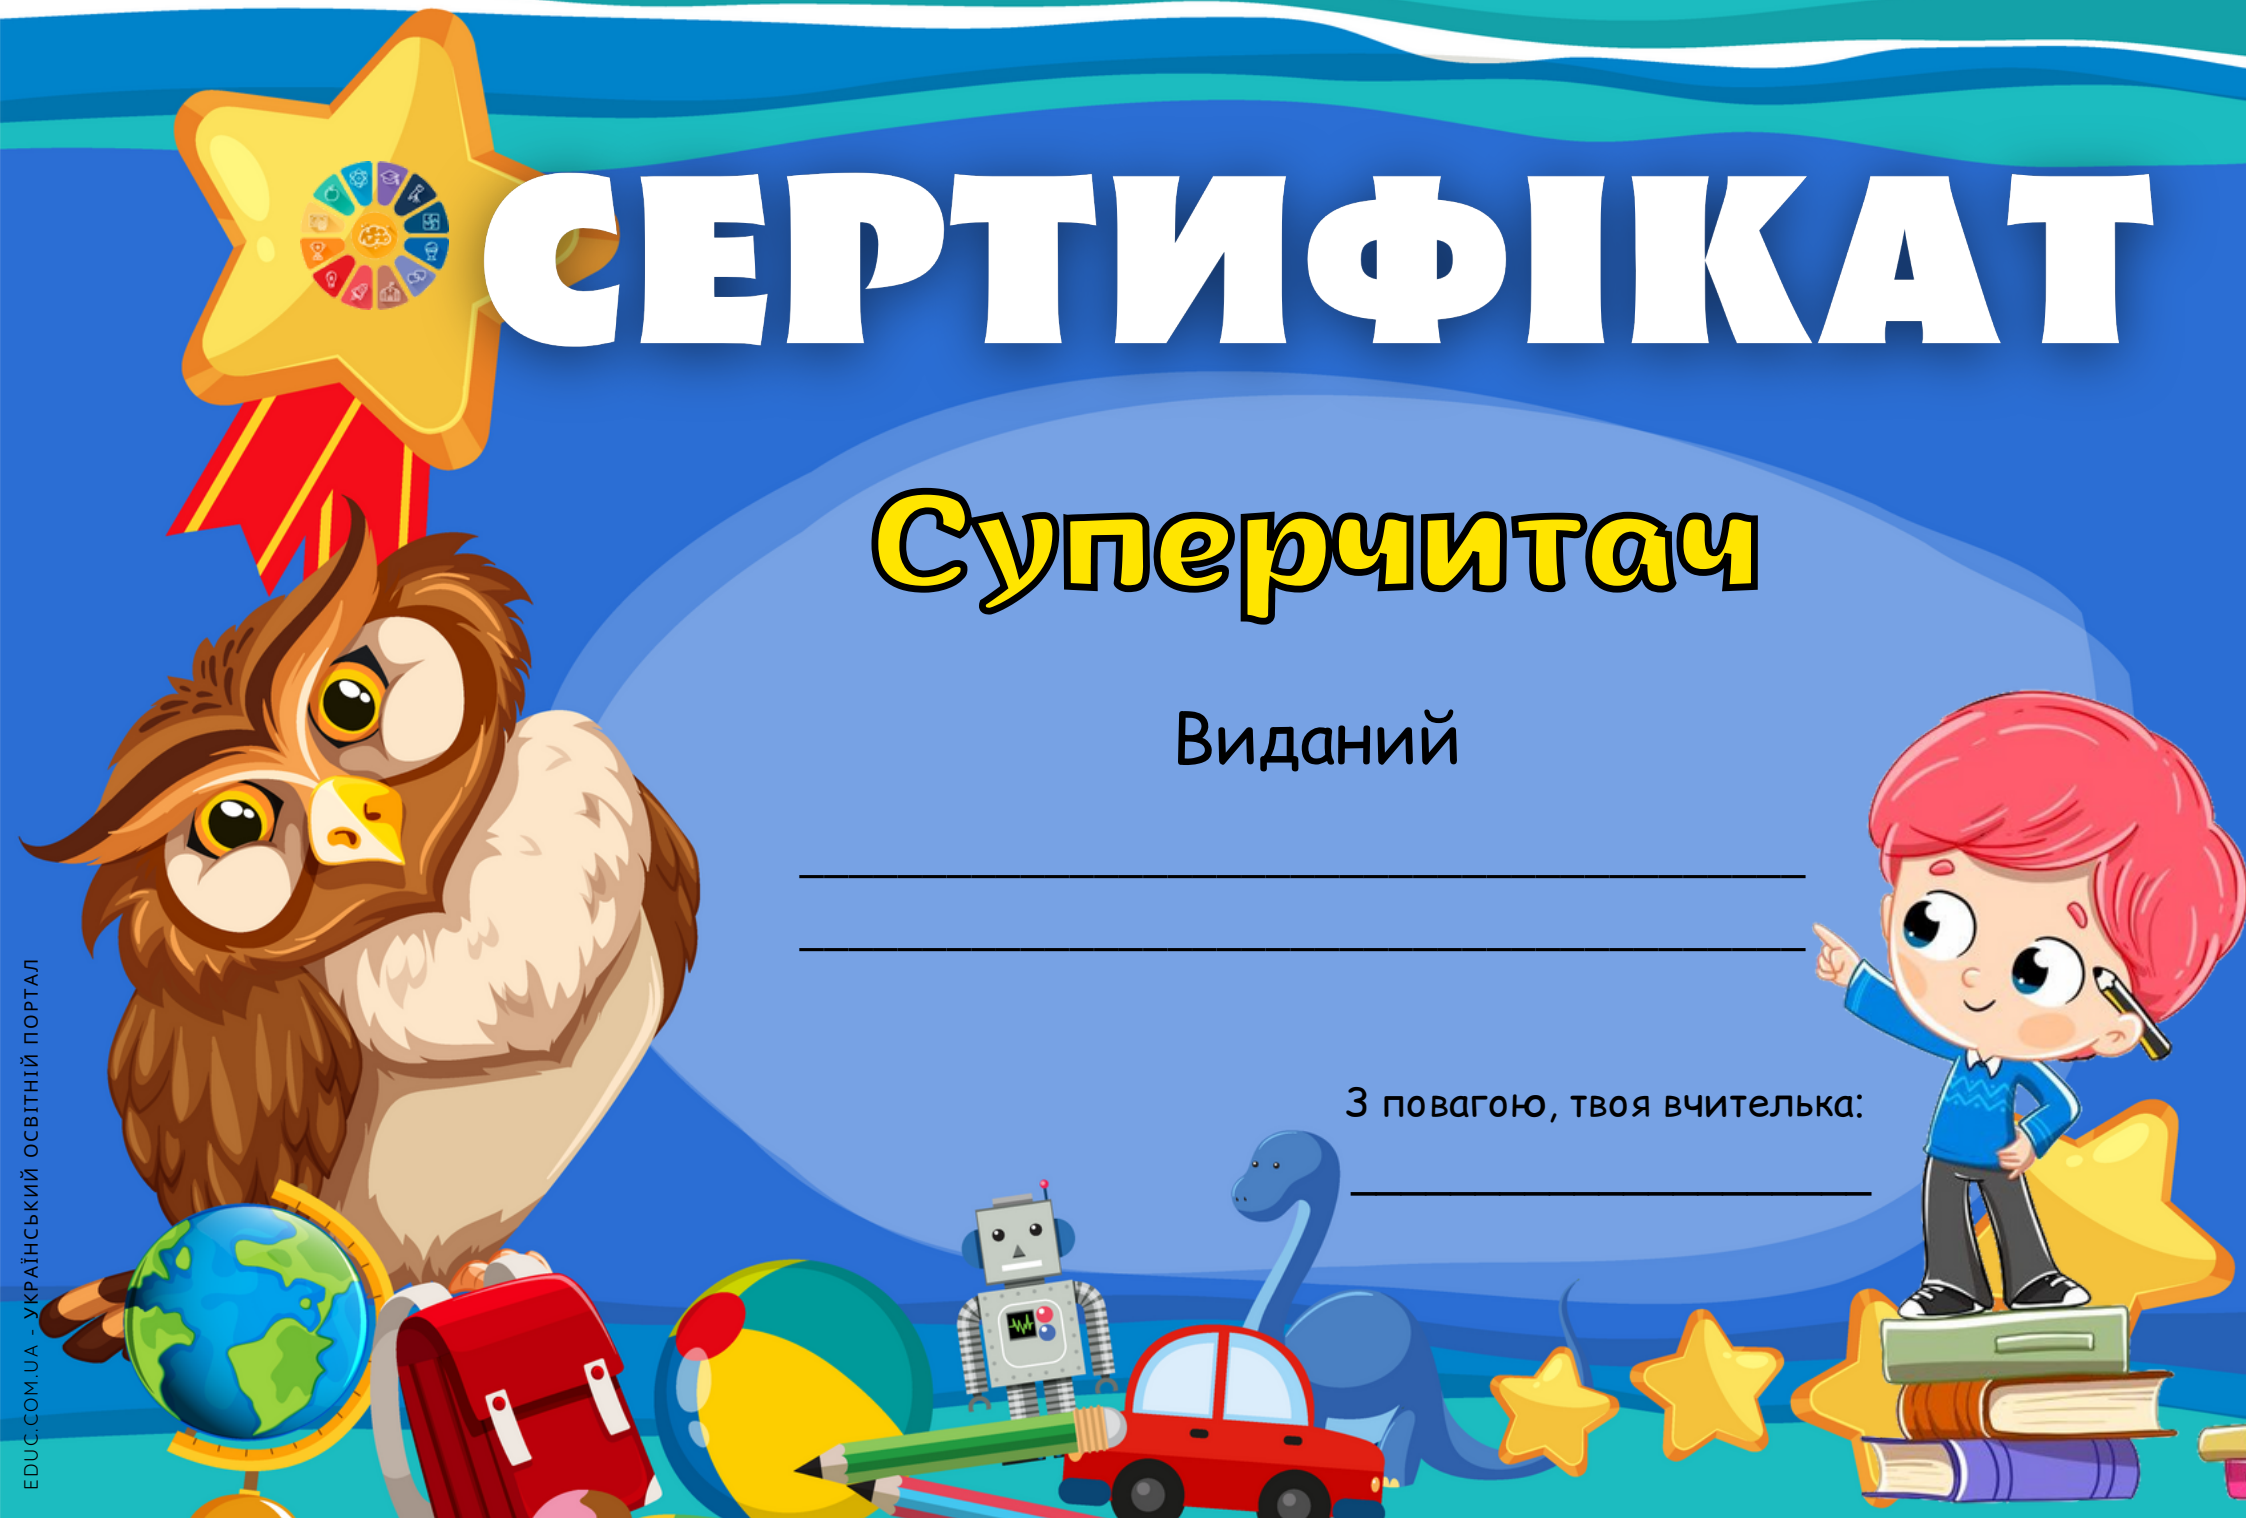 СЕРТИФІКАТ
Суперчитач
Виданий
З повагою, твоя вчителька:
EDUC.COM.UA - УКРАЇНСЬКИЙ ОСВІТНІЙ ПОРТАЛ